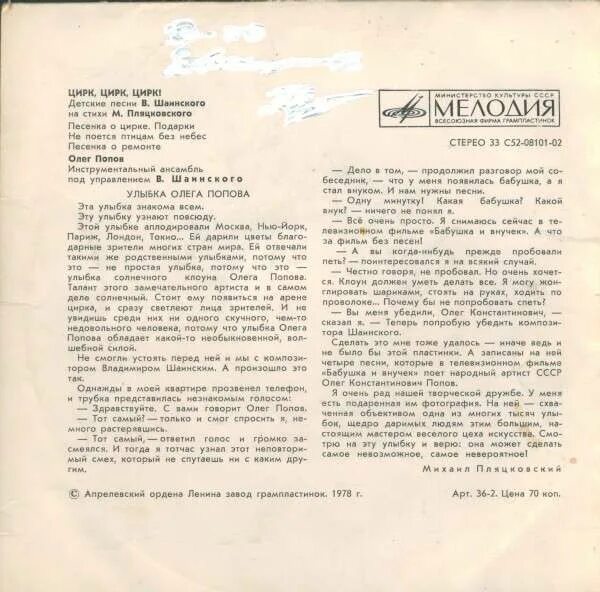 ЦИРК, ЦИРК, ЦИРК!
Детские песни В. Шаинского
на стихи М. Пляцковского
Песенка о цирке. Подарки
Не поется птицам без небес
Песенка о ремонте
Олег Попов
Инструментальный ансамбль
под управлением В. Шаинского
МИНИСТЕРСТВО КУЛЬТУРЫ СССР
МЕЛОДИЯ
ВСЕСОЮЗНАЯ ФИРМА ГРАМПЛАСТИНОК
СТЕРЕО 33 С52-08101-02
УЛЫБКА ОЛЕГА ПОПОВА
Эта улыбка знакома всем.
Эту улыбку узнают повсюду.
Этой улыбке аплодировали Москва, Нью-Йорк,
Париж, Лондон, Токио... Ей дарили цветы благо-
дарные зрители многих стран мира. Ей отвечали
такими же родственными улыбками, потому что
это — не простая улыбка, потому что это —
улыбка солнечного клоуна Олега Попова.
Талант этого замечательного артиста и в самом
деле солнечный. Стоит ему появиться на арене
цирка, и сразу светлеют лица зрителей. И не
увидишь среди них ни одного скучного, чем-то
недовольного человека, потому что улыбка Олега
Попова обладает какой-то необыкновенной, вол-
шебной силой.
Не смогли устоять перед ней и мы с компози-
тором Владимиром Шаинским. А произошло это
так.
Однажды в моей квартире прозвенел телефон,
и трубка представилась незнакомым голосом:
— Здравствуйте. С вами говорит Олег Попов.
— Тот самый? — только и смог спросить я, не-
много растерявшись.
— Тот самый, — ответил голос и громко за-
смеялся. И тогда я тотчас узнал этот неповтори-
мый смех, который не спутаешь ни с каким дру-
гим.
— Дело в том, — продолжил разговор мой со-
беседник, — что у меня появилась бабушка, а я
стал внуком. И нам нужны песни.
— Одну минутку! Какая бабушка? Какой
внук? — ничего не понял я.
— Всё очень просто. Я снимаюсь сейчас в те-
левизионном фильме «Бабушка и внучек». А что
за фильм без песен!
— А вы когда-нибудь прежде пробовали
петь? — поинтересовался я на всякий случай.
— Честно говоря, не пробовал. Но очень хочет-
ся. Клоун должен уметь делать все. Я могу жон-
глировать шариками, стоять на руках, ходить по
проволоке... Почему бы не попробовать спеть?
— Вы меня убедили, Олег Константинович, —
сказал я. — Теперь попробую убедить компози-
тора Шаинского.
Сделать это мне тоже удалось — иначе ведь и
не было бы этой пластинки. А записаны на ней
четыре песни, которые в телевизионном фильме
«Бабушка и внучек» поет народный артист СССР
Олег Константинович Попов.
Я очень рад нашей творческой дружбе. У меня
есть подаренная им фотография. На ней — схва-
ченная объективом одна из многих тысяч улы-
бок, щедро даримых людям этим большим, на-
стоящим мастером веселого цеха искусства. Смот-
рю на эту улыбку и верю: она может сделать
самое невозможное, самое невероятное!
Михаил Пляцковский
© Апрелевский ордена Ленина завод грампластинок. 1978 г.
Арт. 36-2. Цена 70 коп.